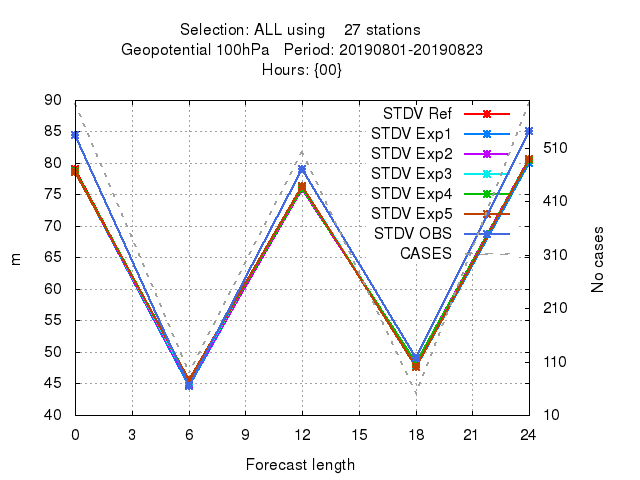 Selection: ALL using    27 stations
Geopotential 100hPa   Period: 20190801-20190823
Hours: {00}
STDV Ref
STDV Exp1
STDV Exp2
STDV Exp3
STDV Exp4
STDV Exp5
STDV OBS
CASES
90
85
80
75
70
65
60
55
50
45
40
m
510
410
310
210
110
10
No cases
0 3 6 9 12 15 18 21 24
Forecast length